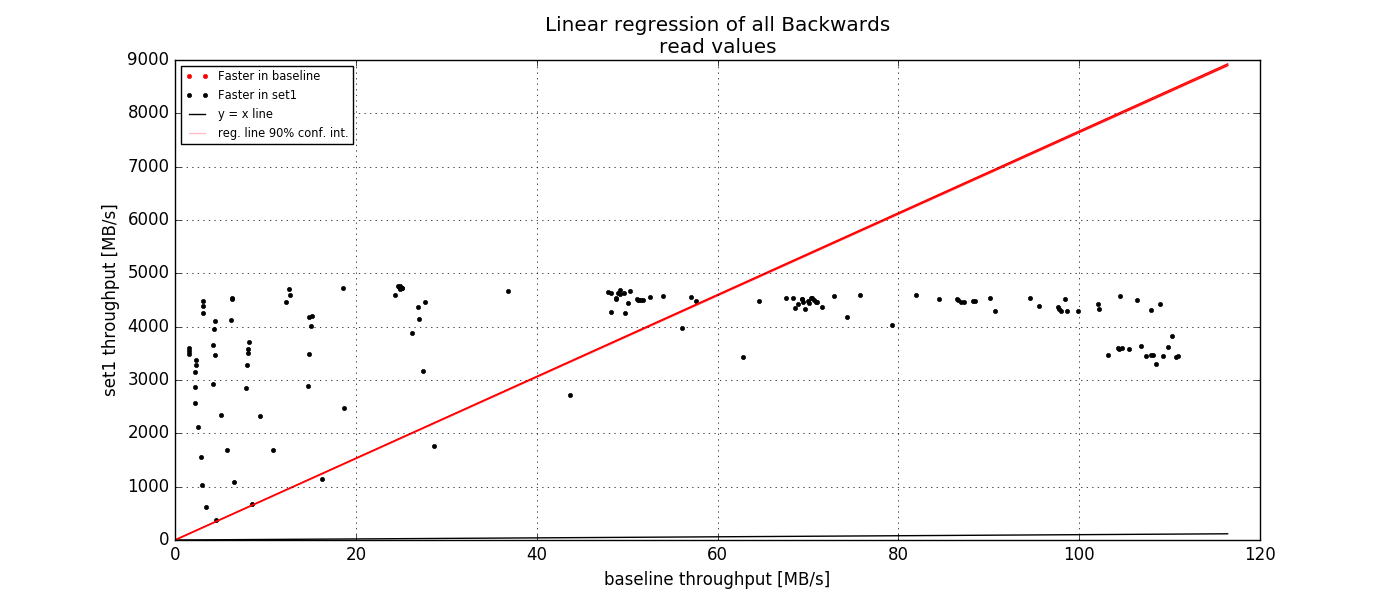 Linear regression of all Backwards
read values
Faster in baseline
Faster in set1
y = x line
reg. line 90% conf. int.
set1 throughput [MB/s]
9000
8000
7000
6000
5000
4000
3000
2000
1000
0
0 20 40 60 80 100 120
baseline throughput [MB/s]